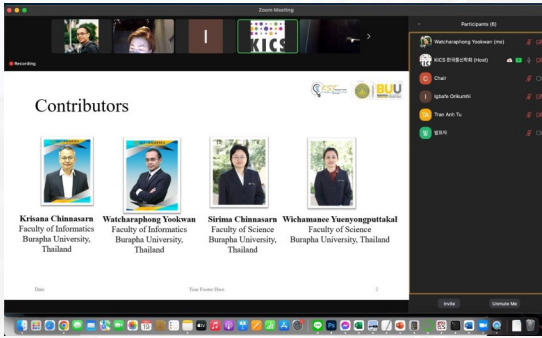 Zoom Meeting
Recording
I
KICS
Participants (6)
Watcharaphong Yookwan (me)
KICS 한국통신학회 (Host)
C Chair
I Igbafe Orikumhi
TA Tran Anh Tu
발표자
BUU
Contributors
Krisana Chinnasarn
Faculty of Informatics
Burapha University,
Thailand
Watcharaphong Yookwan
Faculty of Informatics
Burapha University,
Thailand
Sirima Chinnasarn
Faculty of Science
Burapha University,
Thailand
Wichamanee Yuenyongputtakal
Faculty of Science
Burapha University, Thailand
Date
Your Footer Here
2
Invite
Unmute Me